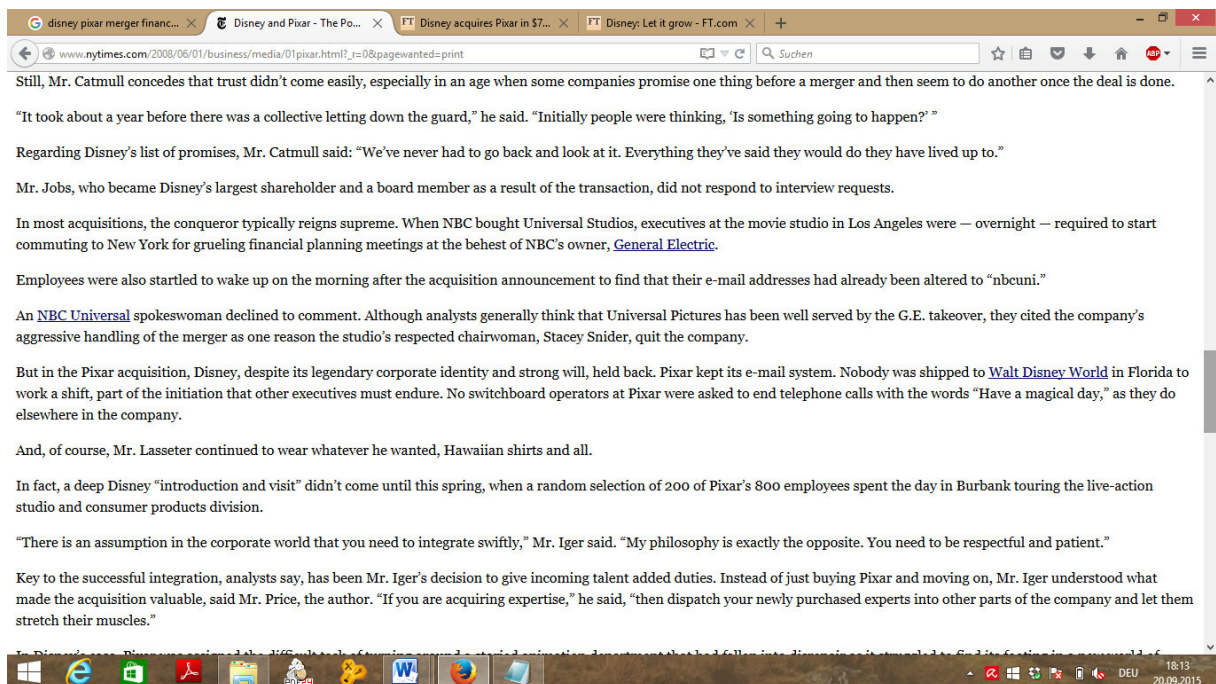 disney pixar merger financ...
Disney and Pixar - The Po...
Disney acquires Pixar in $7...
Disney: Let it grow - FT.com
www.nytimes.com/2008/06/01/business/media/01pixar.html?_r=0&pagewanted=print
Suchen
ABP
Still, Mr. Catmull concedes that trust didn’t come easily, especially in an age when some companies promise one thing before a merger and then seem to do another once the deal is done.
“It took about a year before there was a collective letting down the guard,” he said. “Initially people were thinking, ‘Is something going to happen?’ ”
Regarding Disney’s list of promises, Mr. Catmull said: “We’ve never had to go back and look at it. Everything they’ve said they would do they have lived up to.”
Mr. Jobs, who became Disney’s largest shareholder and a board member as a result of the transaction, did not respond to interview requests.
In most acquisitions, the conqueror typically reigns supreme. When NBC bought Universal Studios, executives at the movie studio in Los Angeles were — overnight — required to start
commuting to New York for grueling financial planning meetings at the behest of NBC’s owner, General Electric.
Employees were also startled to wake up on the morning after the acquisition announcement to find that their e-mail addresses had already been altered to “nbcuni.”
An NBC Universal spokeswoman declined to comment. Although analysts generally think that Universal Pictures has been well served by the G.E. takeover, they cited the company’s
aggressive handling of the merger as one reason the studio’s respected chairwoman, Stacey Snider, quit the company.
But in the Pixar acquisition, Disney, despite its legendary corporate identity and strong will, held back. Pixar kept its e-mail system. Nobody was shipped to Walt Disney World in Florida to
work a shift, part of the initiation that other executives must endure. No switchboard operators at Pixar were asked to end telephone calls with the words “Have a magical day,” as they do
elsewhere in the company.
And, of course, Mr. Lasseter continued to wear whatever he wanted, Hawaiian shirts and all.
In fact, a deep Disney “introduction and visit” didn’t come until this spring, when a random selection of 200 of Pixar’s 800 employees spent the day in Burbank touring the live-action
studio and consumer products division.
“There is an assumption in the corporate world that you need to integrate swiftly,” Mr. Iger said. “My philosophy is exactly the opposite. You need to be respectful and patient.”
Key to the successful integration, analysts say, has been Mr. Iger’s decision to give incoming talent added duties. Instead of just buying Pixar and moving on, Mr. Iger understood what
made the acquisition valuable, said Mr. Price, the author. “If you are acquiring expertise,” he said, “then dispatch your newly purchased experts into other parts of the company and let them
stretch their muscles.”
DEU
18:13
20.09.2015